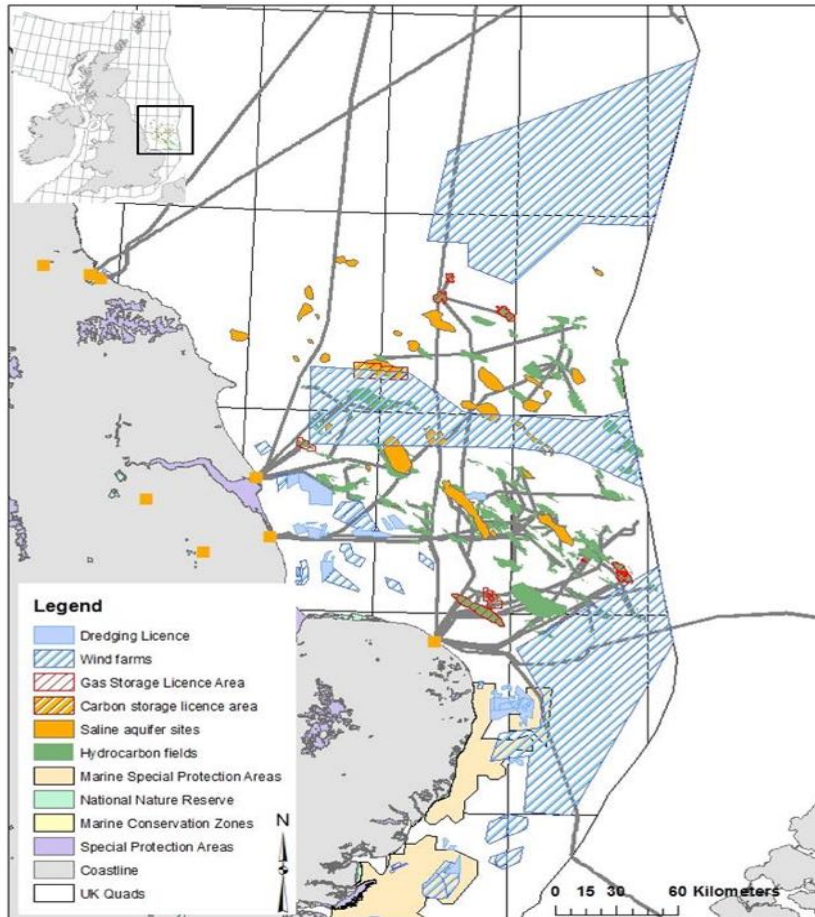 Legend
Dredging Licence
Wind farms
Gas Storage Licence Area
Carbon storage licence area
Saline aquifer sites
Hydrocarbon fields
Marine Special Protection Areas
National Nature Reserve
Marine Conservation Zones
Special Protection Areas
Coastline
UK Quads
N
0 15 30 60 Kilometers